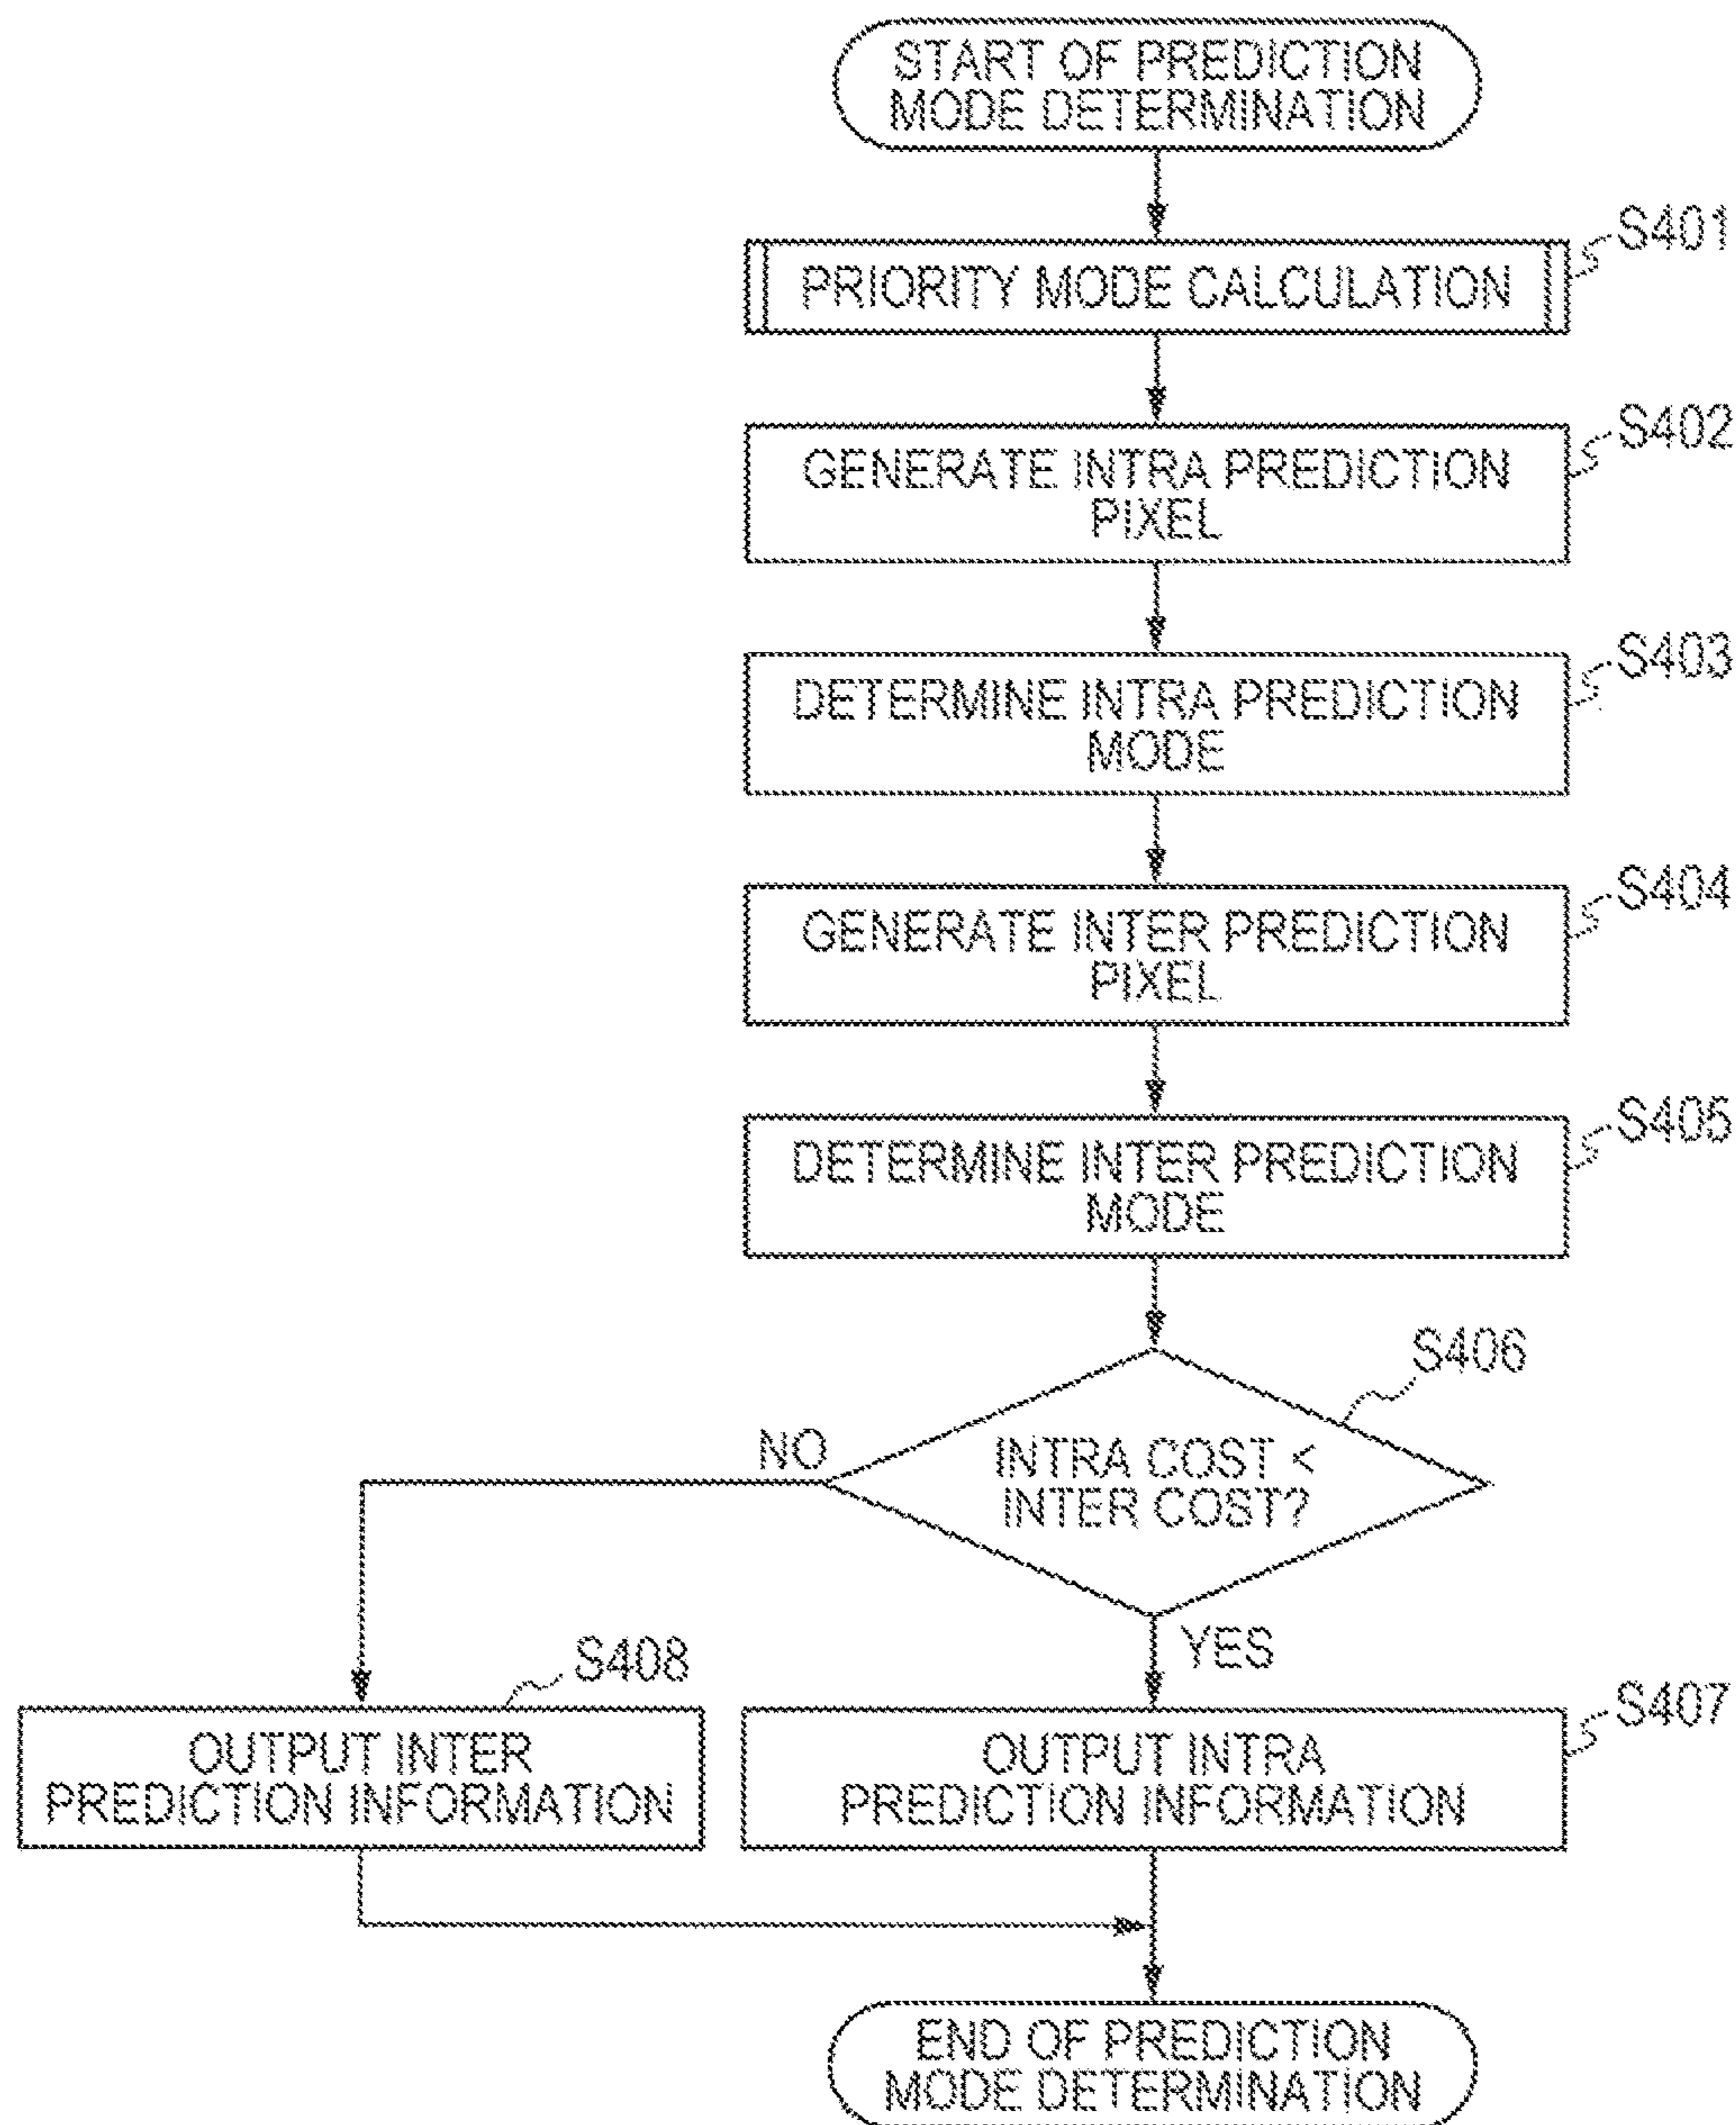 START OF PREDICTION
MODE DETERMINATION
S401
PRIORITY MODE CALCULATION
S402
GENERATE INTRA PREDICTION
PIXEL
S403
DETERMINE INTRA PREDICTION
MODE
S404
GENERATE INTER PREDICTION
PIXEL
S405
DETERMINE INTER PREDICTION
MODE
S406
NO
INTRA COST <
INTER COST?
YES
S408
OUTPUT INTER
PREDICTION INFORMATION
S407
OUTPUT INTRA
PREDICTION INFORMATION
END OF PREDICTION
MODE DETERMINATION